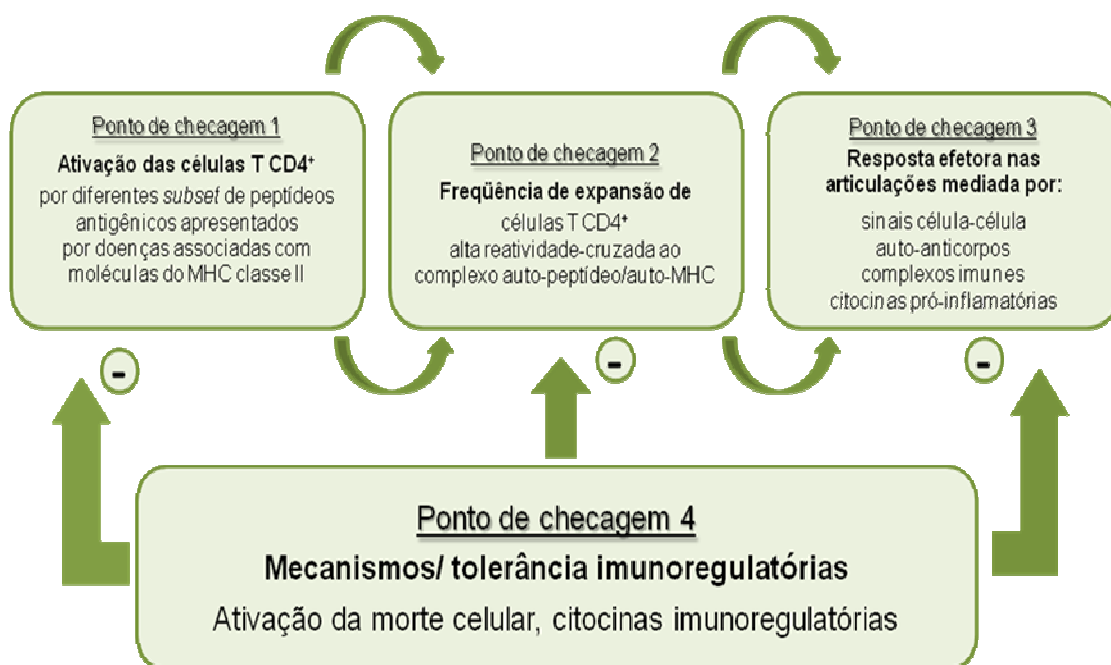 Ponto de checagem 1
Ativação das células T CD4⁺
por diferentes subset de peptídeos
antigênicos apresentados
por doenças associadas com
moléculas do MHC classe II
Ponto de checagem 2
Freqüência de expansão de
células T CD4⁺
alta reatividade-cruzada ao
complexo auto-peptídeo/auto-MHC
Ponto de checagem 3
Resposta efetora nas
articulações mediada por:
sinais célula-célula
auto-anticorpos
complexos imunes
citocinas pró-inflamatórias
-
-
-
Ponto de checagem 4
Mecanismos/ tolerância imunoregulatórias
Ativação da morte celular, citocinas imunoregulatórias